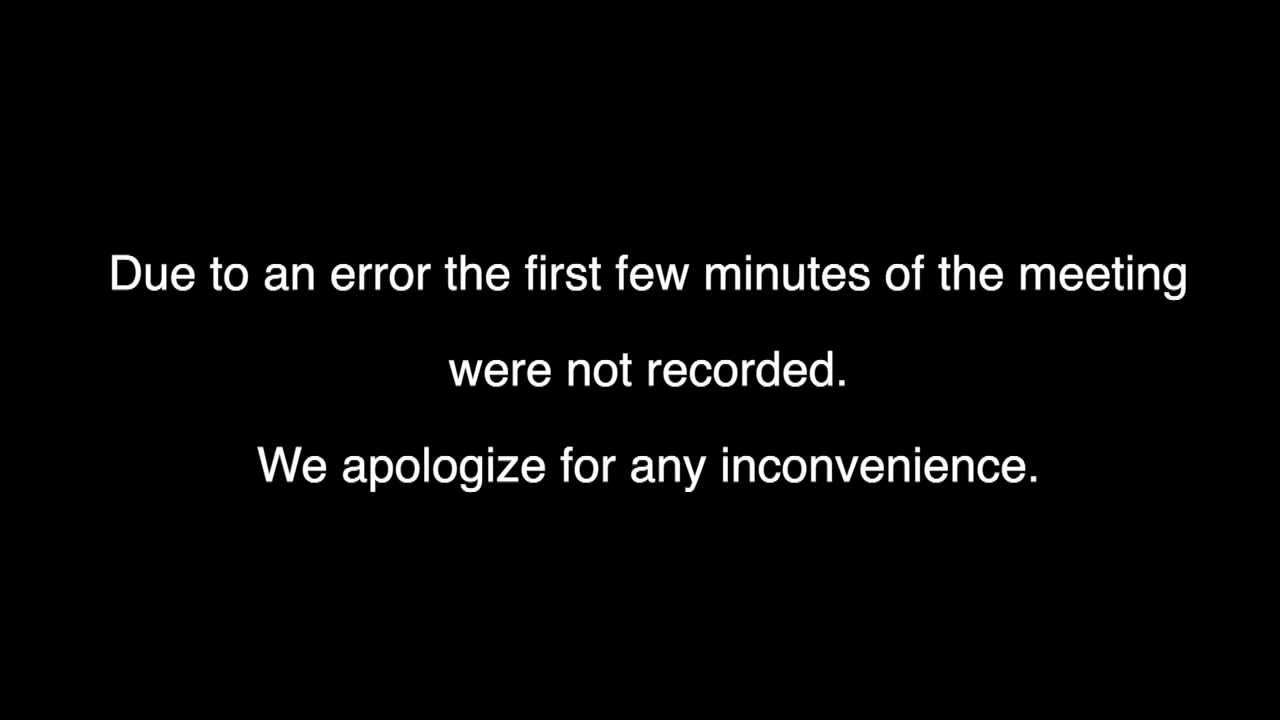 Due to an error the first few minutes of the meeting
were not recorded.
We apologize for any inconvenience.